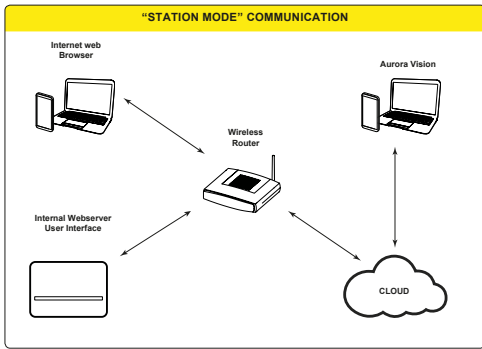 “STATION MODE” COMMUNICATION
Internet web
Browser
Aurora Vision
Wireless
Router
Internal Webserver
User Interface
CLOUD